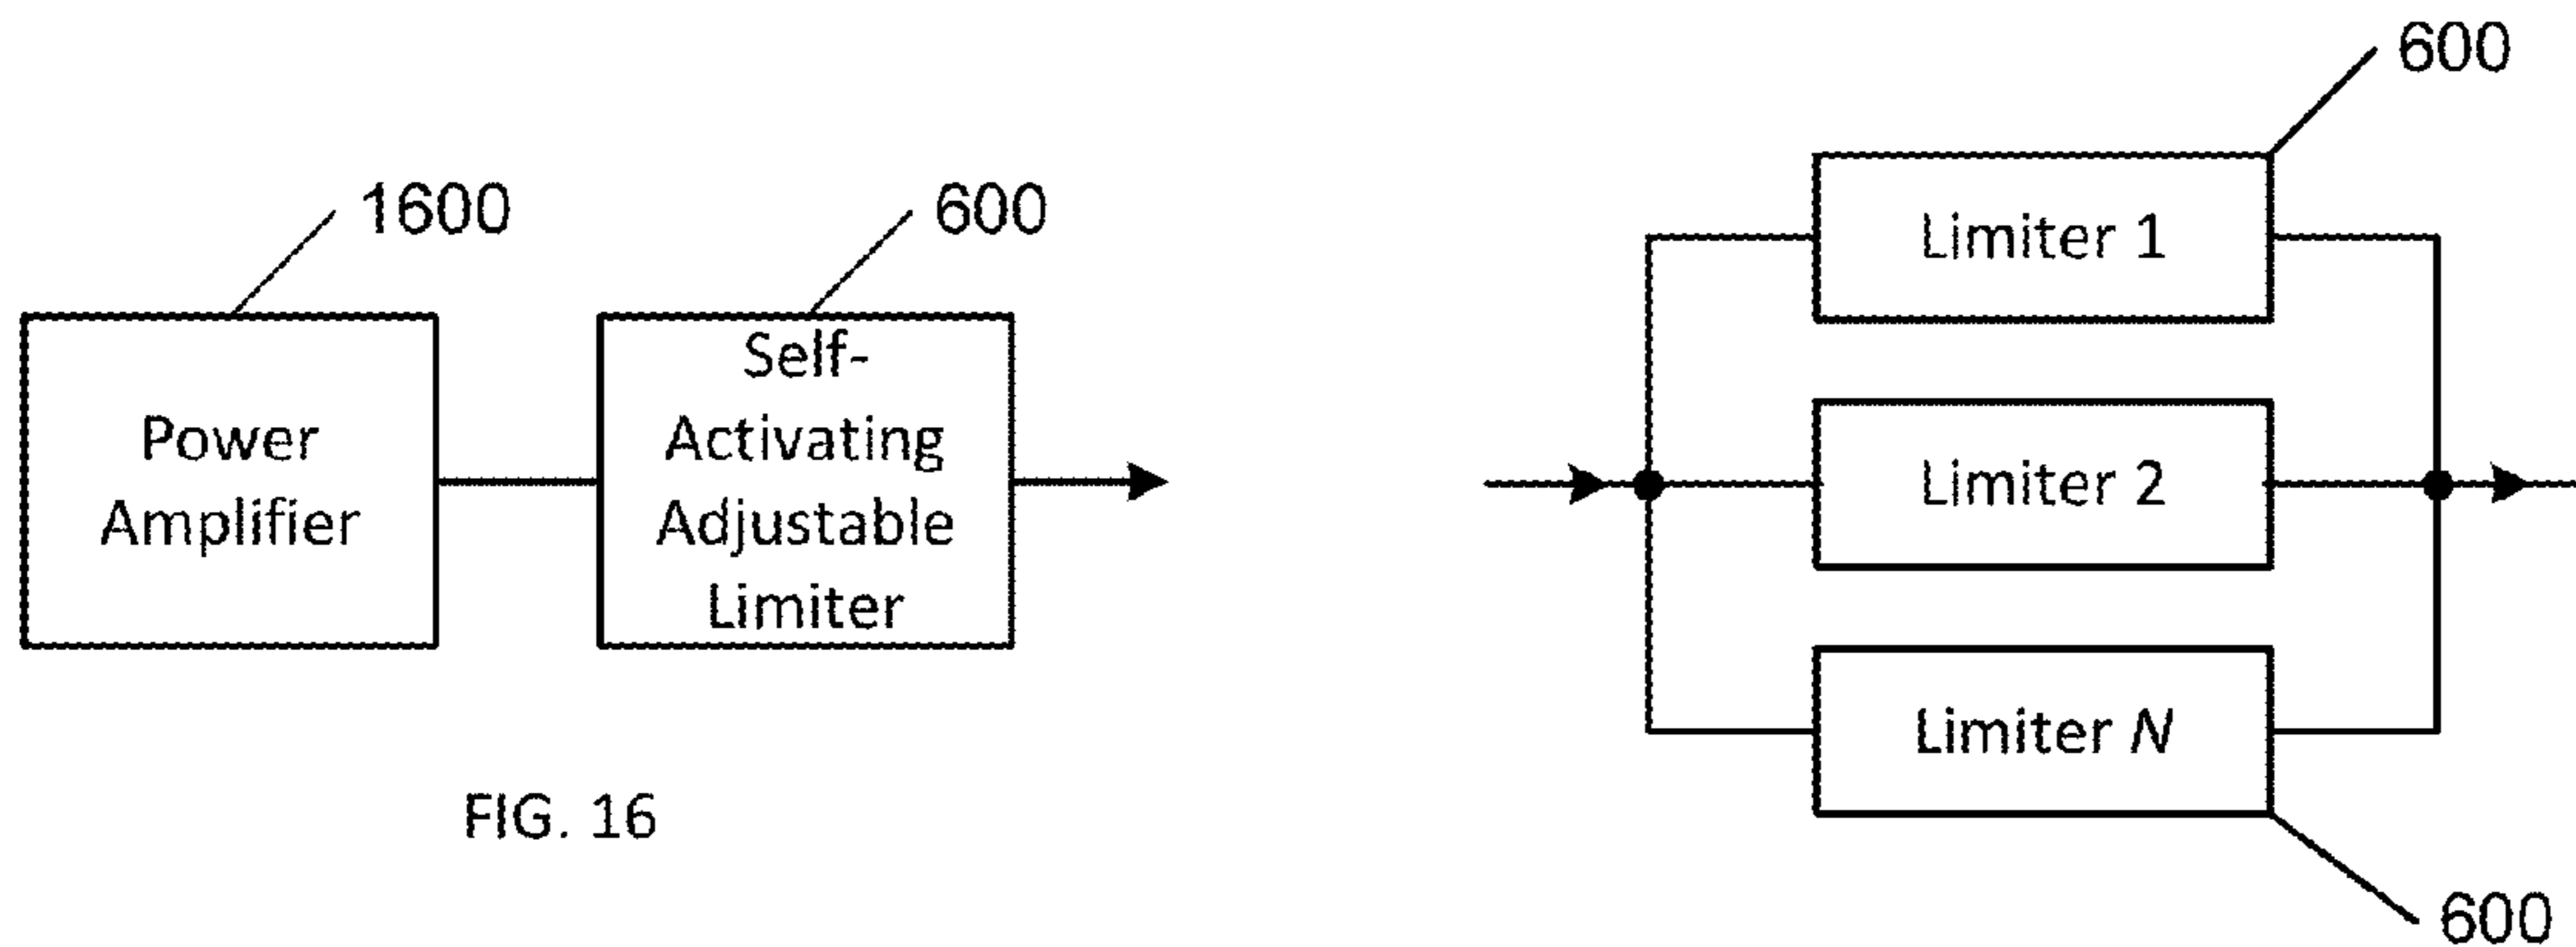 1600
600
Power
Amplifier
Self-
Activating
Adjustable
Limiter
FIG. 16
600
Limiter 1
Limiter 2
Limiter N
600